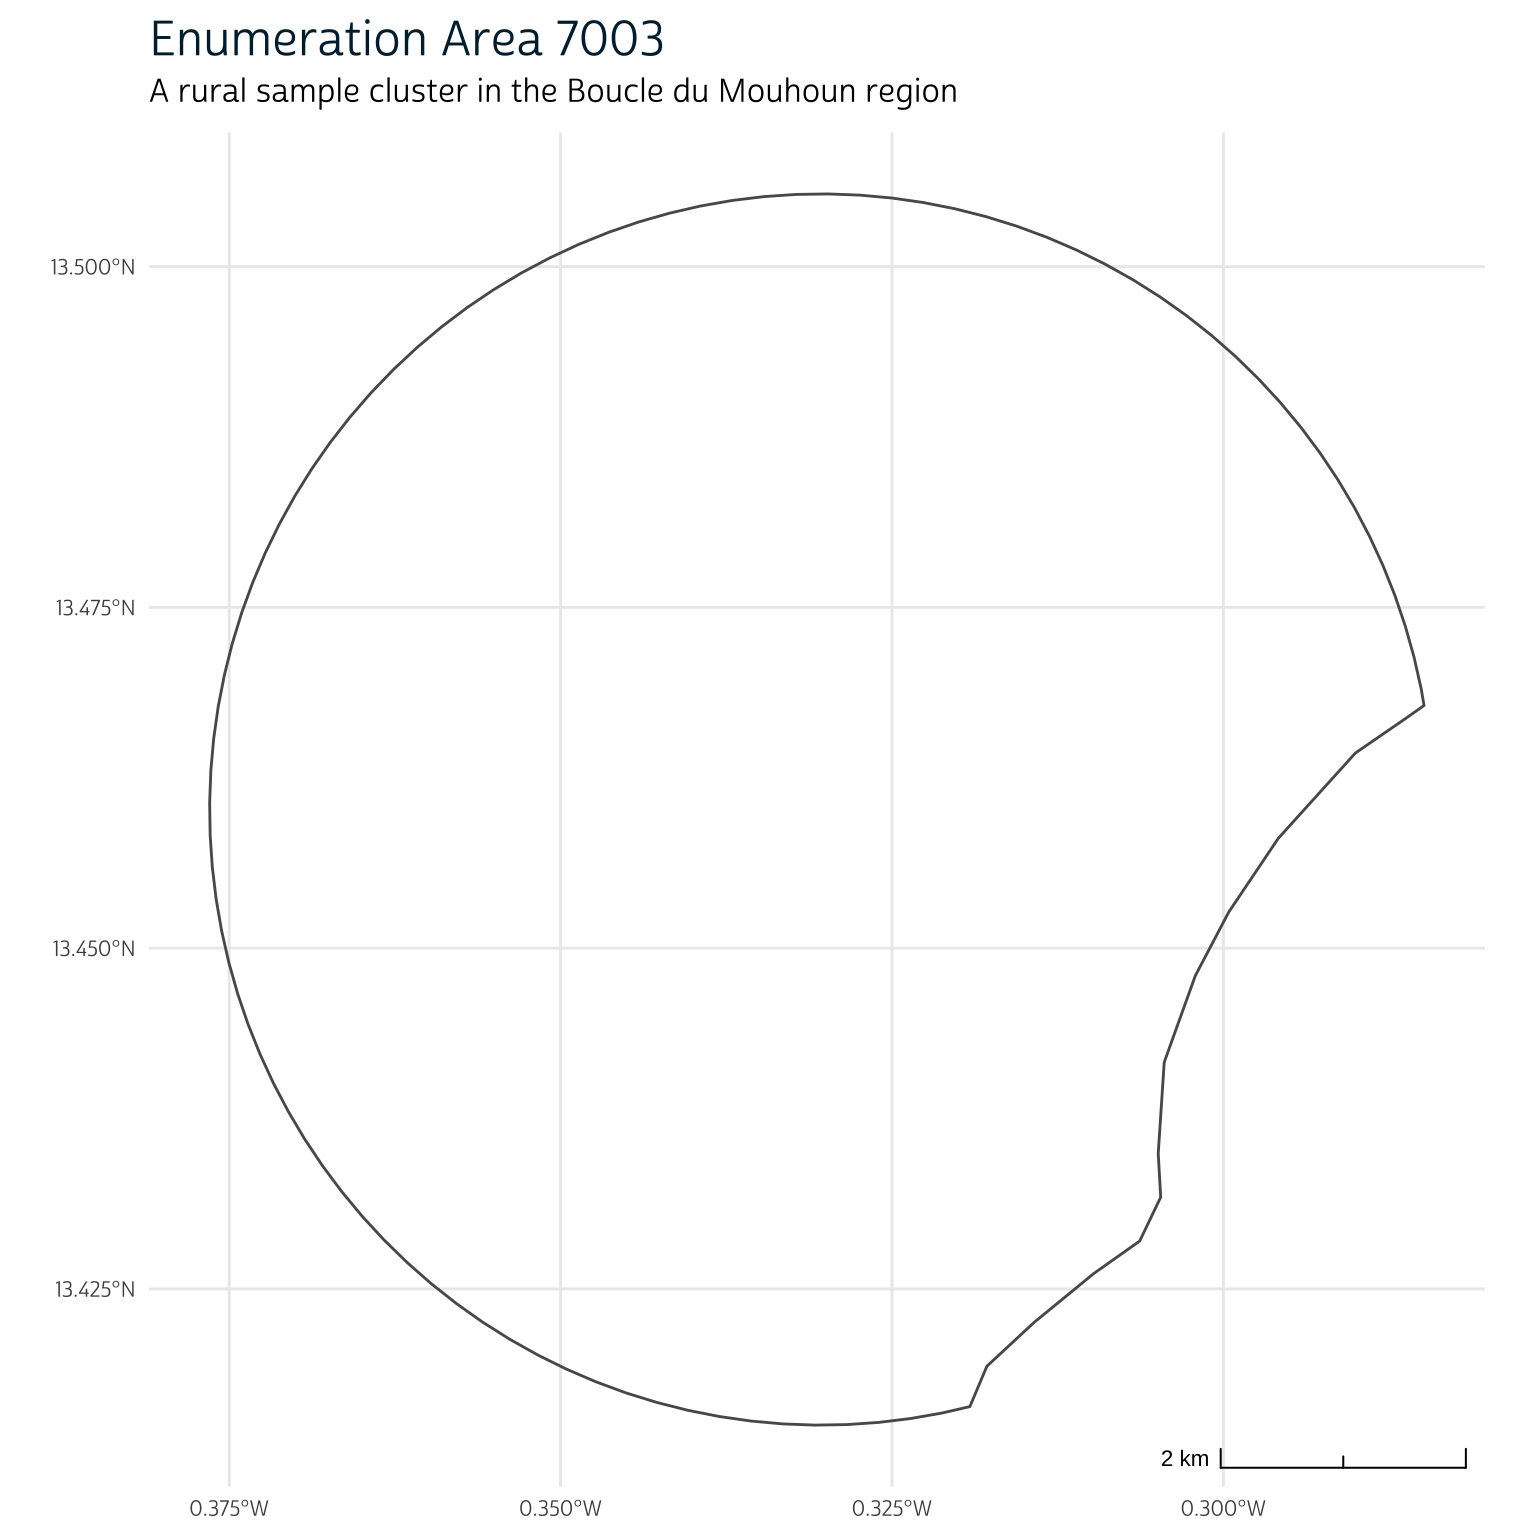 Enumeration Area 7003
A rural sample cluster in the Boucle du Mouhoun region
13.500°N
13.475°N
13.450°N
13.425°N
2 km
0.375°W 0.350°W 0.325°W 0.300°W